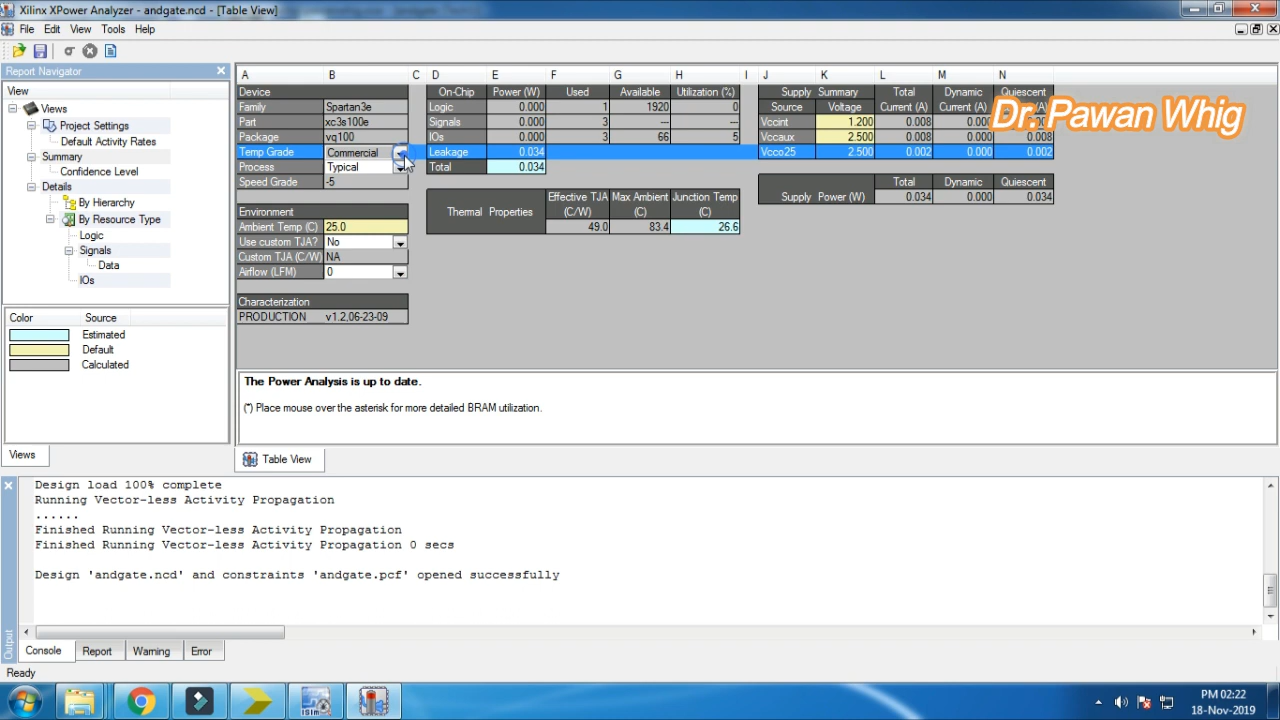 Xilinx XPower Analyzer - andgate.ncd - [Table View]
File Edit View Tools Help
Report Navigator
View
Views
Project Settings
Default Activity Rates
Summary
Confidence Level
Details
By Hierarchy
By Resource Type
Logic
Signals
Data
IOs
Color Source
Estimated
Default
Calculated
Views
A B C D E F G H I J K L M N
Device
Family Spartan3e
Part xc3s100e
Package vq100
Temp Grade Commercial
Process Typical
Speed Grade -5
Environment
Ambient Temp (C) 25.0
Use custom TJA? No
Custom TJA (C/W) NA
Airflow (LFM) 0
Characterization
PRODUCTION v1.2,06-23-09
On-Chip Power (W) Used Available Utilization (%)
Logic 0.000 1 1920 0
Signals 0.000 3 --- ---
IOs 0.000 3 66 5
Leakage 0.034
Total 0.034
Effective TJA Max Ambient Junction Temp
Thermal Properties (C/W) (C) (C)
49.0 83.4 26.6
Supply Summary Total Dynamic Quiescent
Source Voltage Current (A) Current (A)
Vccint 1.200 0.008
Vccaux 2.500 0.008 0.008
Vcco25 2.500 0.002 0.000 0.002
Total Dynamic Quiescent
Supply Power (W) 0.034 0.000 0.034
Dr. Pawan Whig
The Power Analysis is up to date.
(*) Place mouse over the asterisk for more detailed BRAM utilization.
Table View
Design load 100% complete
Running Vector-less Activity Propagation
......
Finished Running Vector-less Activity Propagation
Finished Running Vector-less Activity Propagation 0 secs
Design 'andgate.ncd' and constraints 'andgate.pcf' opened successfully
Output
Console Report Warning Error
Ready
ISim
PM 02:22
18-Nov-2019